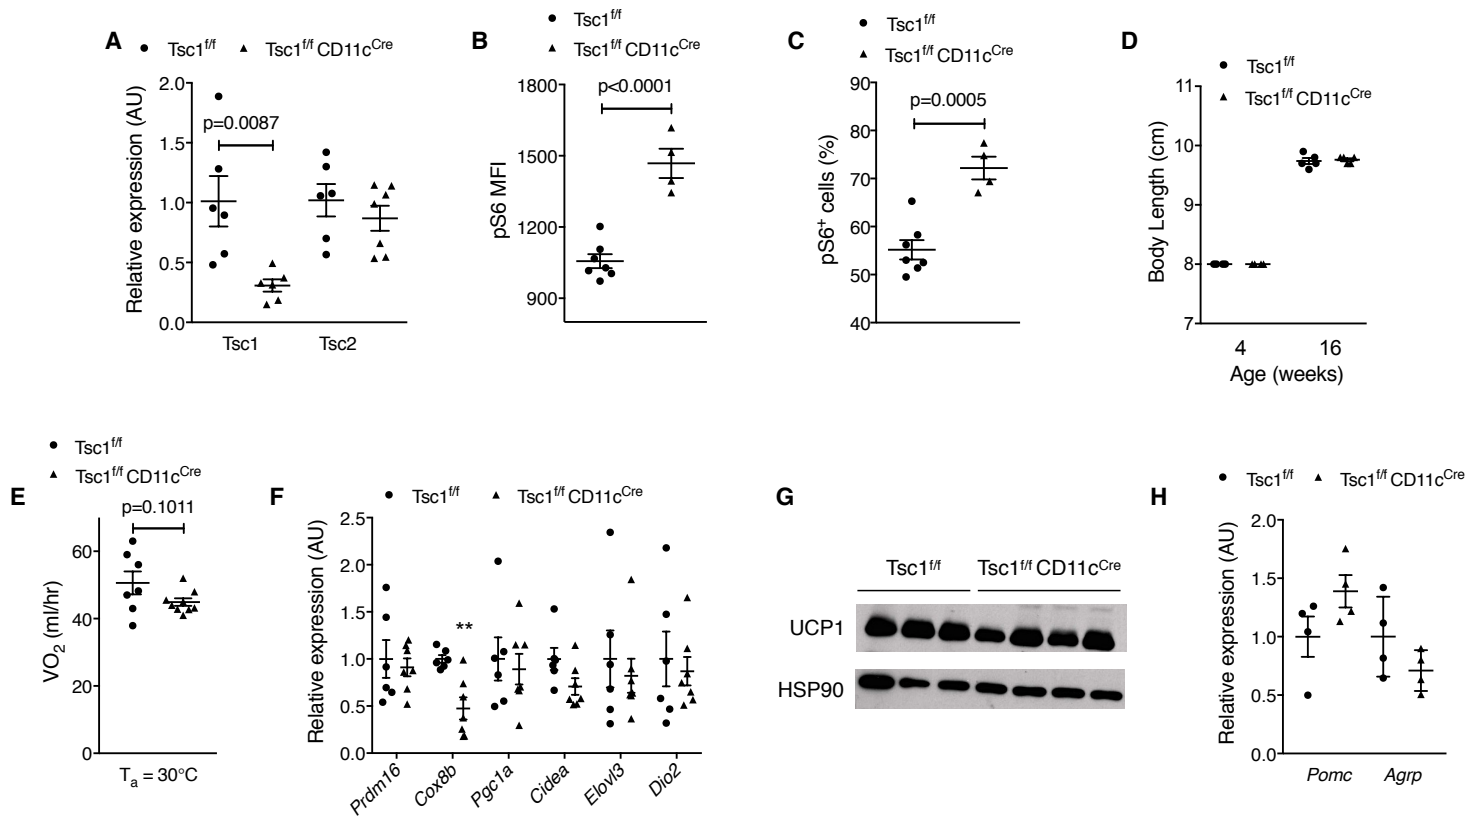 A
Tsc1f/f
Tsc1f/f CD11cCre
Relative expression (AU)
2.0
1.5
1.0
0.5
0.0
p=0.0087
Tsc1
Tsc2
B
Tsc1f/f
Tsc1f/f CD11cCre
pS6 MFI
1800
1500
1200
900
p<0.0001
C
Tsc1f/f
Tsc1f/f CD11cCre
pS6+ cells (%)
90
80
70
60
50
40
p=0.0005
D
Tsc1f/f
Tsc1f/f CD11cCre
Body Length (cm)
11
10
9
8
7
4
16
Age (weeks)
E
Tsc1f/f
Tsc1f/f CD11cCre
p=0.1011
VO2 (ml/hr)
60
40
20
0
Ta = 30°C
F
Tsc1f/f
Tsc1f/f CD11cCre
Relative expression (AU)
2.5
2.0
1.5
1.0
0.5
0.0
**
Prdm16
Cox8b
Pgc1a
Cidea
Elovl3
Dio2
G
Tsc1f/f
Tsc1f/f CD11cCre
UCP1
HSP90
H
Tsc1f/f
Tsc1f/f CD11cCre
Relative expression (AU)
2.0
1.5
1.0
0.5
0.0
Pomc
Agrp